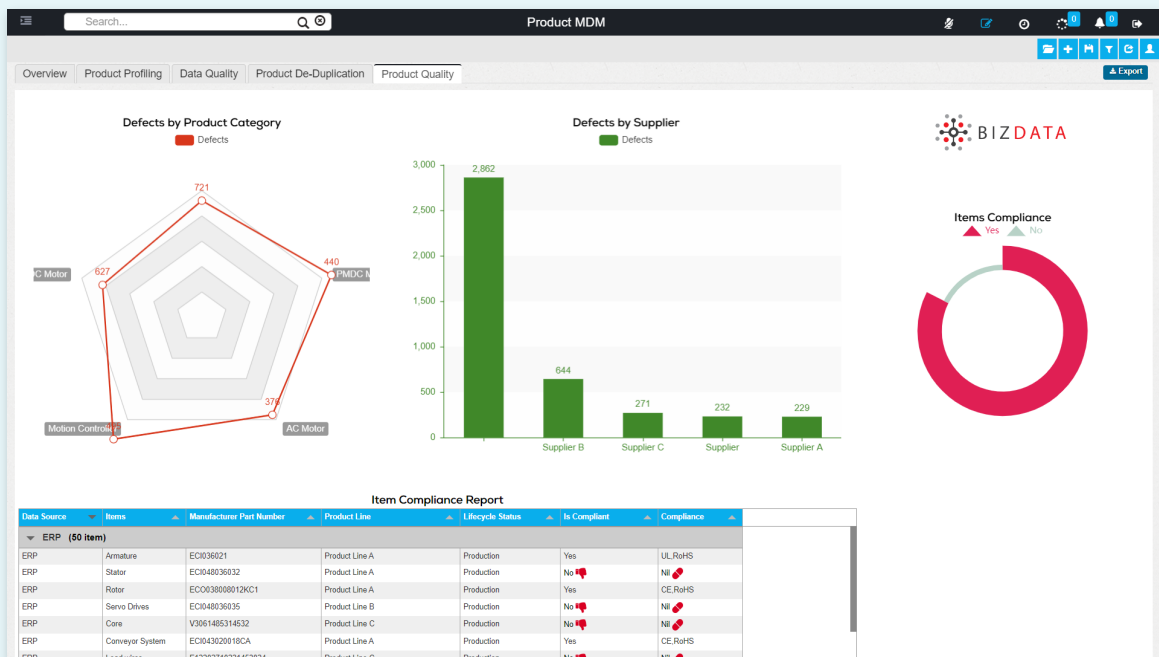 Search...
Product MDM
0
0
Overview
Product Profiling
Data Quality
Product De-Duplication
Product Quality
Export
Defects by Product Category
Defects
721
440
PMDC M
376
AC Motor
Motion Controller
627
C Motor
Defects by Supplier
Defects
3,000
2,500
2,000
1,500
1,000
500
0
2,862
644
271
232
229
Supplier B
Supplier C
Supplier
Supplier A
BIZDATA
Items Compliance
Yes
No
Item Compliance Report
Data Source Items Manufacturer Part Number Product Line Lifecycle Status Is Compliant Compliance
ERP (50 item)
ERP Armature ECI036021 Product Line A Production Yes UL,RoHS
ERP Stator ECI048036032 Product Line A Production No Nil
ERP Rotor ECO038008012KC1 Product Line A Production Yes CE,RoHS
ERP Servo Drives ECI048036035 Product Line B Production No Nil
ERP Core V3061485314532 Product Line C Production No Nil
ERP Conveyor System ECI043020018CA Product Line A Production Yes CE,RoHS